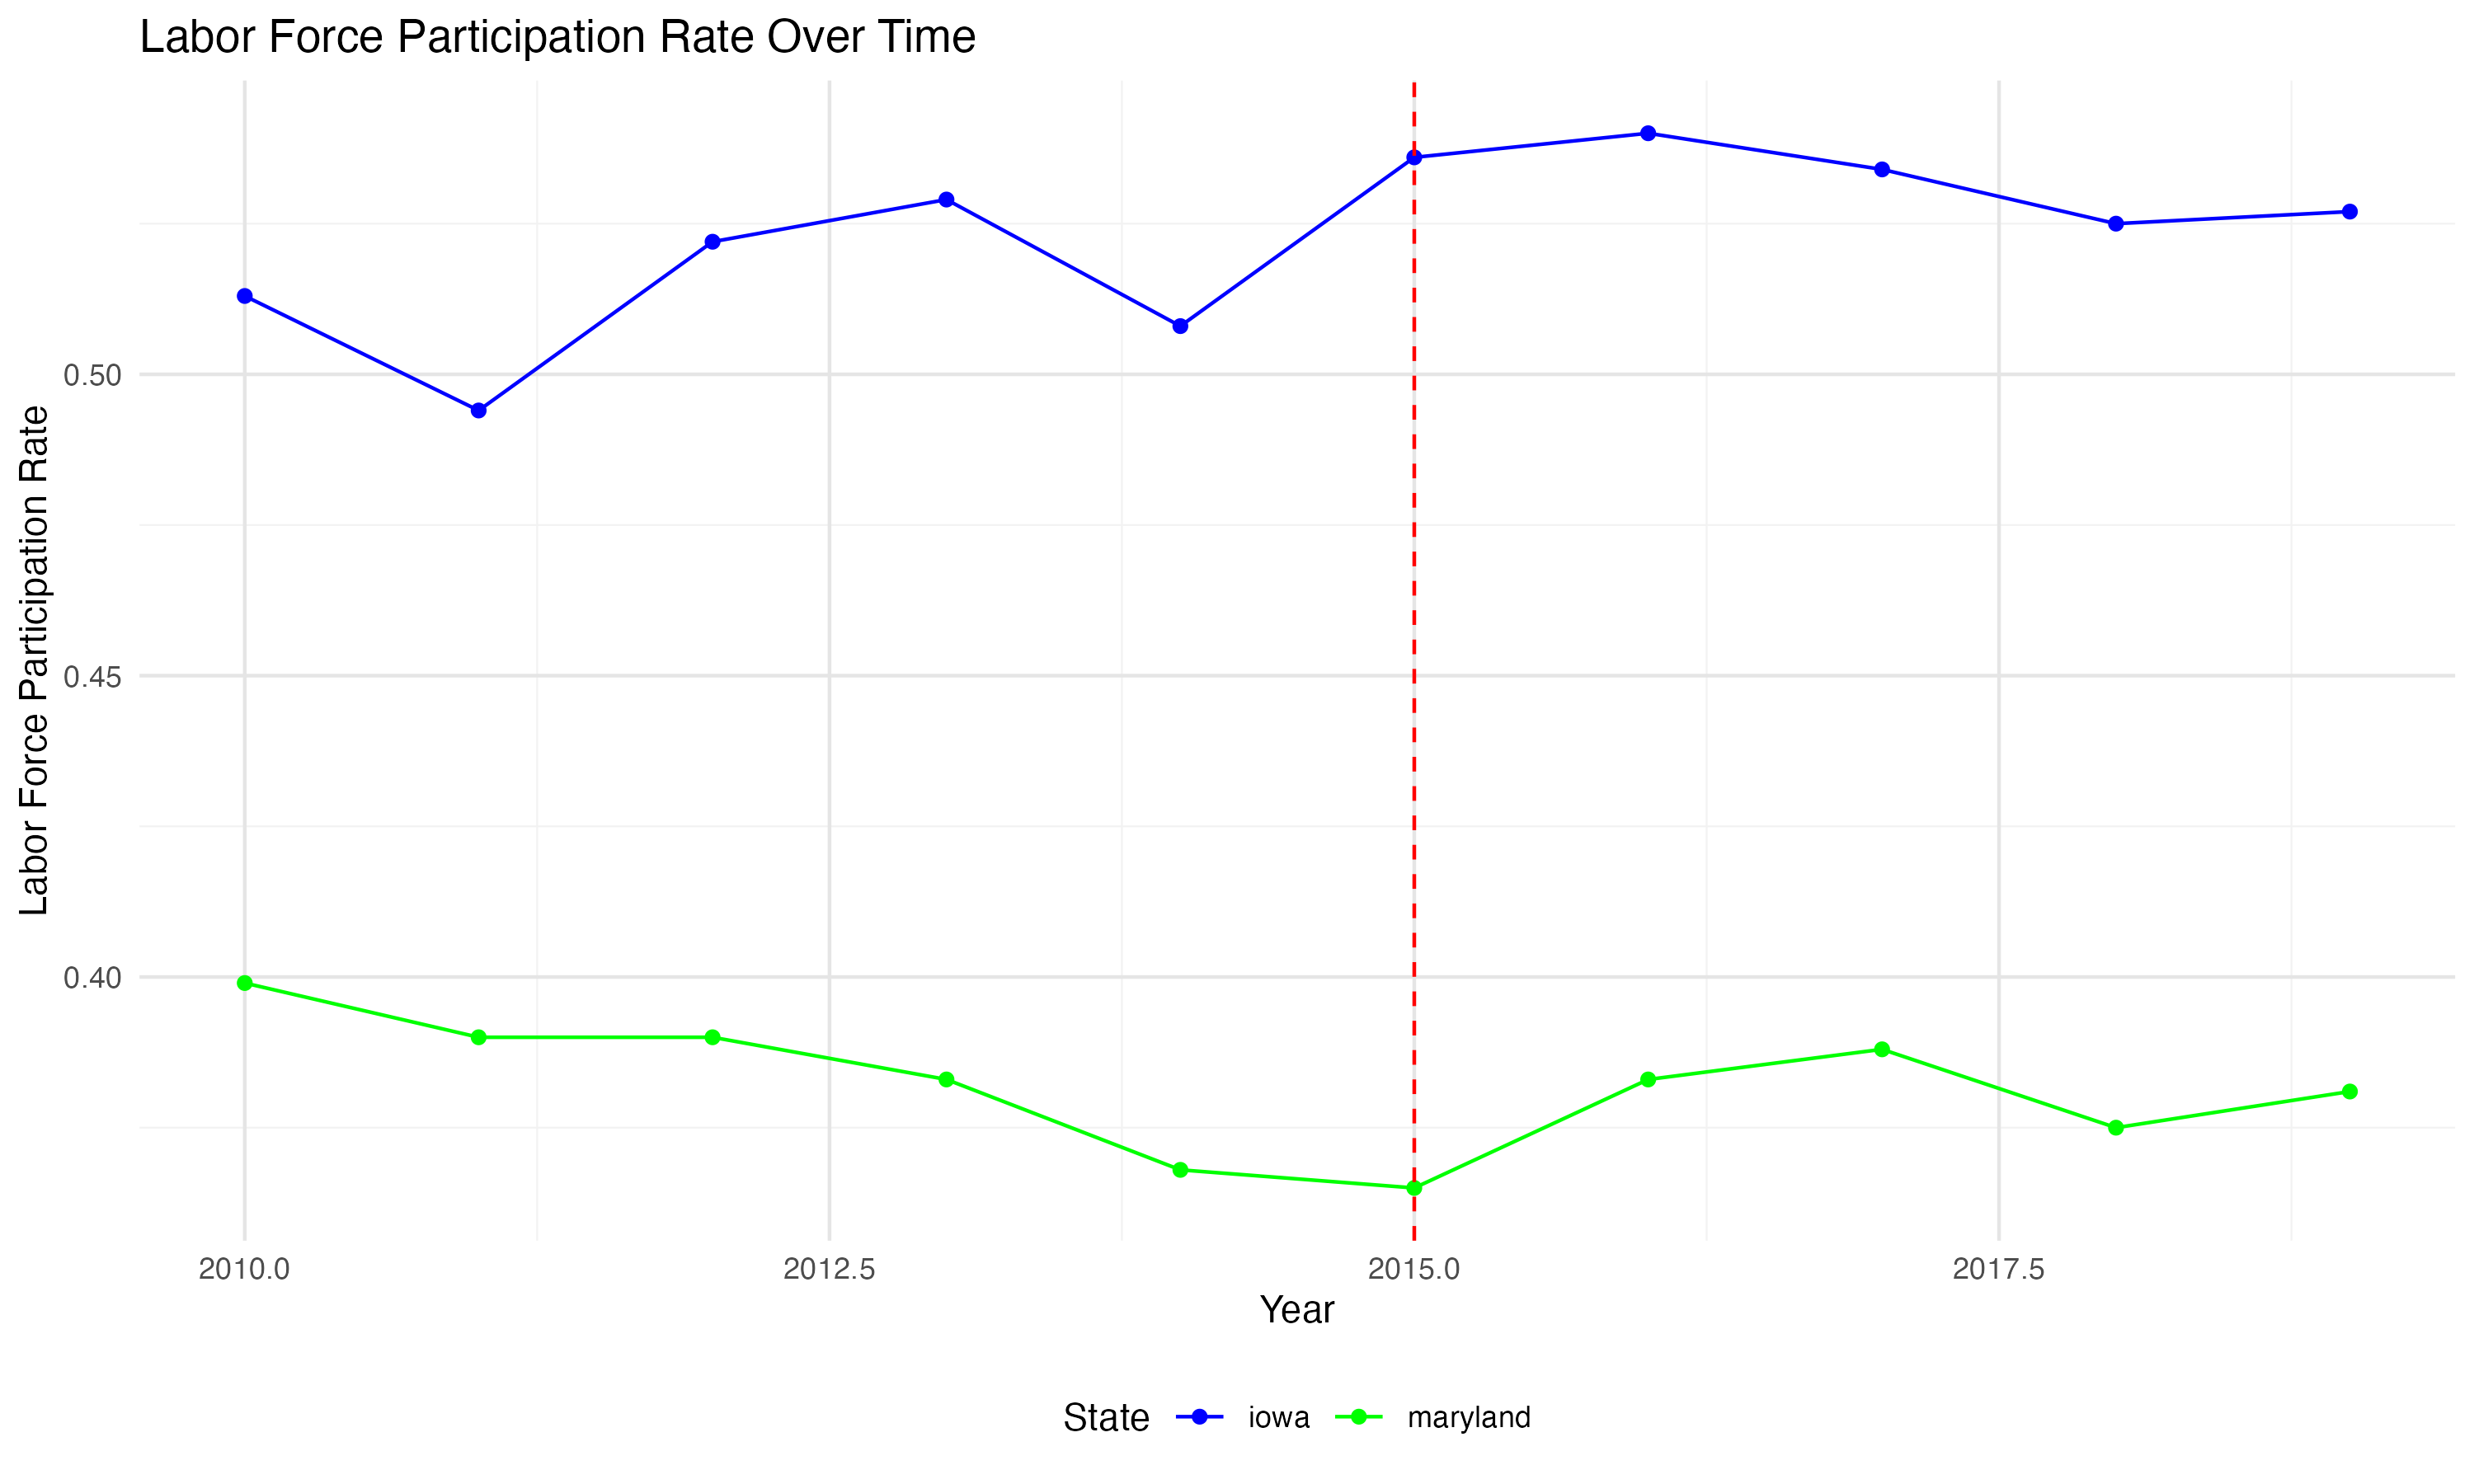 Labor Force Participation Rate Over Time
Labor Force Participation Rate
0.50
0.45
0.40
2010.0 2012.5 2015.0 2017.5
Year
State iowa maryland